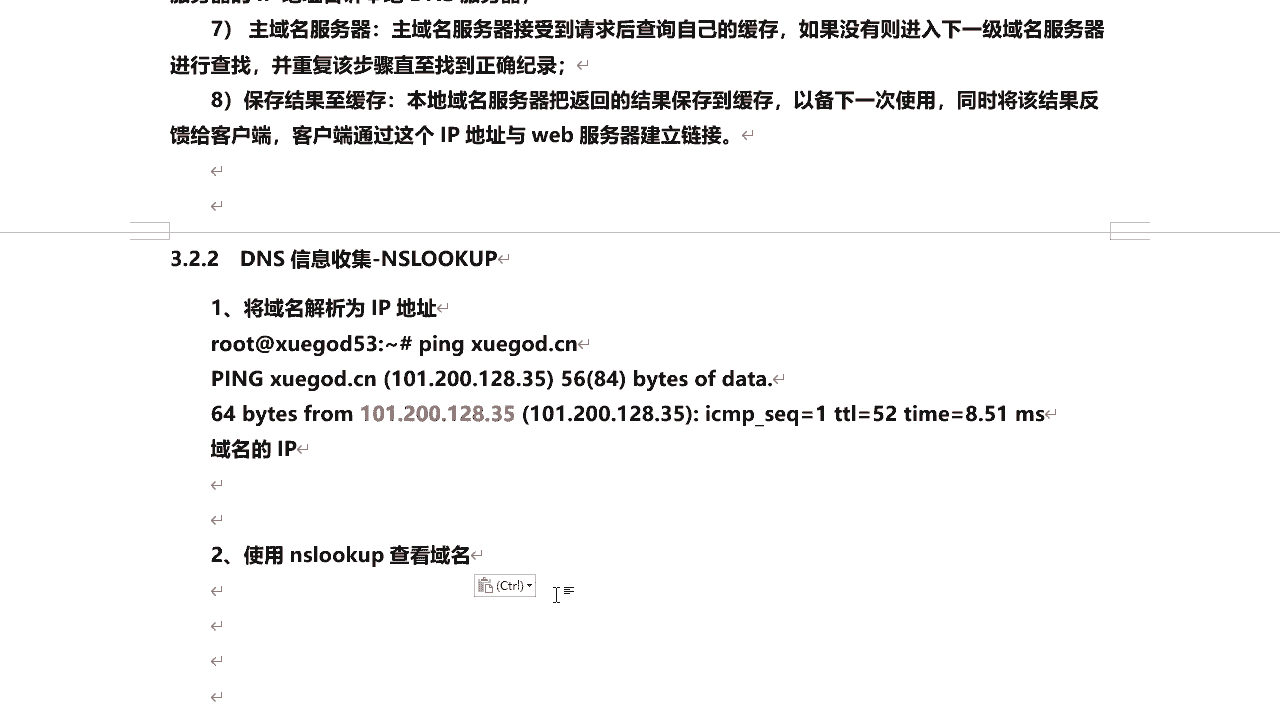 7） 主域名服务器：主域名服务器接受到请求后查询自己的缓存，如果没有则进入下一级域名服务器
进行查找，并重复该步骤直至找到正确纪录；
8）保存结果至缓存：本地域名服务器把返回的结果保存到缓存，以备下一次使用，同时将该结果反
馈给客户端，客户端通过这个 IP 地址与 web 服务器建立链接。
3.2.2 DNS 信息收集-NSLOOKUP
1、将域名解析为 IP 地址
root@xuegod53:~# ping xuegod.cn
PING xuegod.cn (101.200.128.35) 56(84) bytes of data.
64 bytes from 101.200.128.35 (101.200.128.35): icmp_seq=1 ttl=52 time=8.51 ms
域名的 IP
2、使用 nslookup 查看域名
(Ctrl)